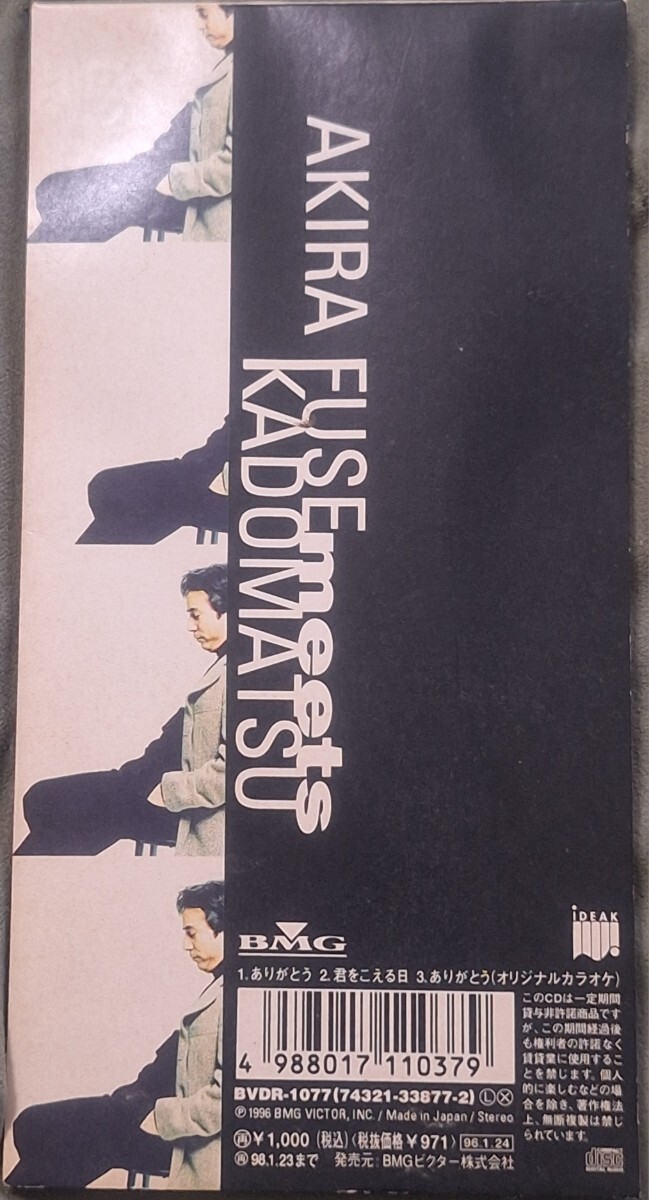 AKIRA FUSE
meets
KADOMATSU
BMG
iDEAK
1.ありがとう 2.君をこえる日 3.ありがとう(オリジナルカラオケ)
4 988017 110379
このCDは一定期間
貸与非許諾商品です
が、この期間経過後
も権利者の許諾なく
賃貸業に使用するこ
とを禁じます。個人
的に楽しむなどの場
合を除き、著作権法
上、無断複製は禁じ
られています。
BVDR-1077(74321-33877-2) Ⓛ Ⓧ
Ⓟ 1996 BMG VICTOR, INC. / Made in Japan / Stereo
㊢¥1,000 (税込)〈税抜価格¥971〉 96.1.24
㊢98.1.23まで 発売元:BMGビクター株式会社
disc
DIGITAL AUDIO